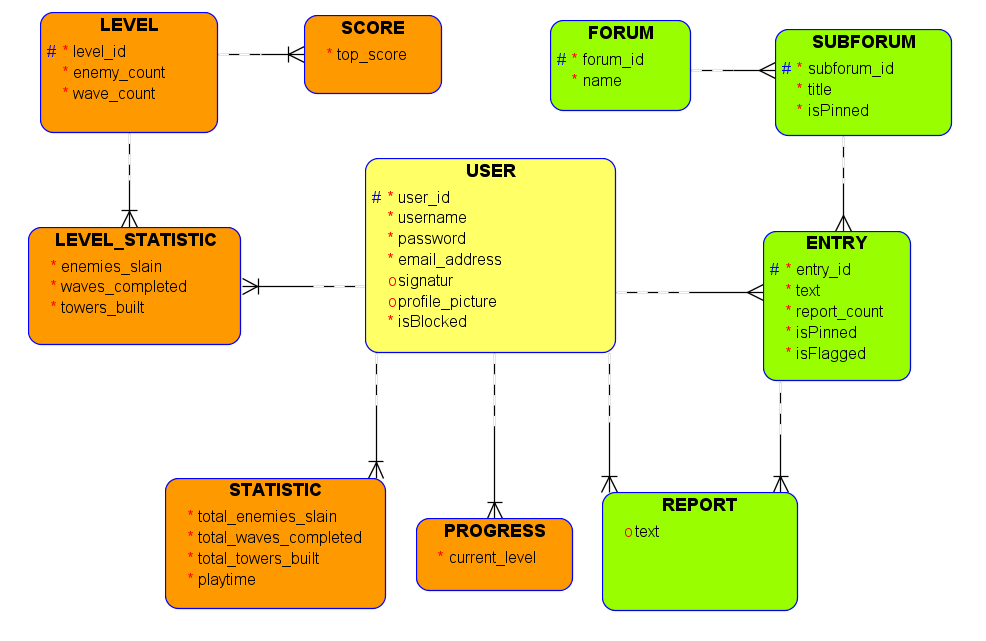 LEVEL
# * level_id
* enemy_count
* wave_count
SCORE
* top_score
FORUM
# * forum_id
* name
SUBFORUM
# * subforum_id
* title
* isPinned
USER
# * user_id
* username
* password
* email_address
o signatur
o profile_picture
* isBlocked
LEVEL_STATISTIC
* enemies_slain
* waves_completed
* towers_built
ENTRY
# * entry_id
* text
* report_count
* isPinned
* isFlagged
STATISTIC
* total_enemies_slain
* total_waves_completed
* total_towers_built
* playtime
PROGRESS
* current_level
REPORT
o text